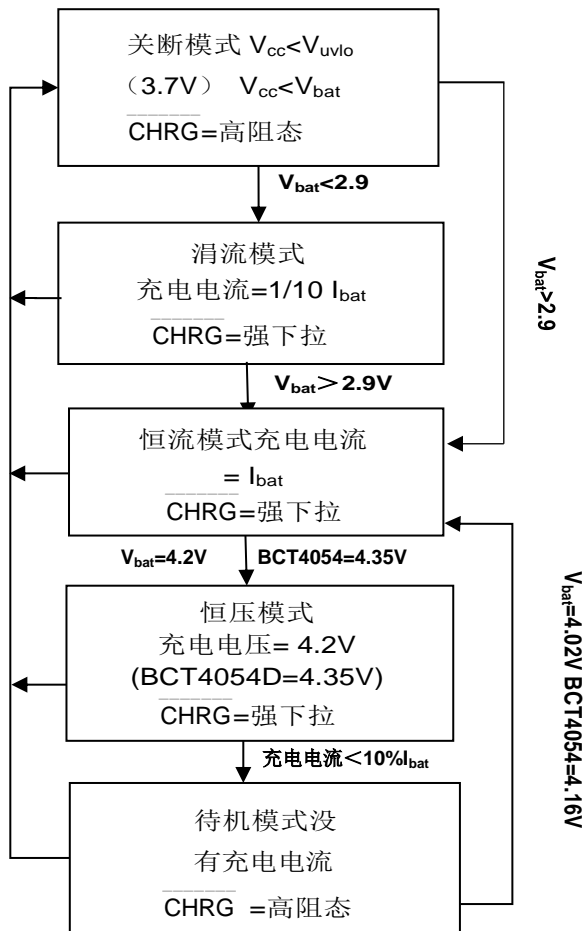 关断模式 Vcc<Vuvlo
（3.7V） Vcc<Vbat
CHRG=高阻态
Vbat<2.9
Vbat>2.9
涓流模式
充电电流=1/10 Ibat
CHRG=强下拉
Vbat＞2.9V
恒流模式充电电流
= Ibat
CHRG=强下拉
Vbat=4.2V BCT4054=4.35V
恒压模式
充电电压= 4.2V
(BCT4054D=4.35V)
CHRG=强下拉
Vbat=4.02V BCT4054=4.16V
充电电流＜10%Ibat
待机模式没
有充电电流
CHRG =高阻态